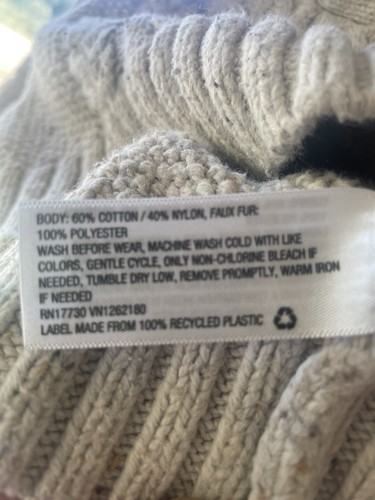 BODY: 60% COTTON / 40% NYLON, FAUX FUR:
100% POLYESTER
WASH BEFORE WEAR, MACHINE WASH COLD WITH LIKE
COLORS, GENTLE CYCLE, ONLY NON-CHLORINE BLEACH IF
NEEDED, TUMBLE DRY LOW, REMOVE PROMPTLY, WARM IRON
IF NEEDED
RN17730 VN1262180
LABEL MADE FROM 100% RECYCLED PLASTIC